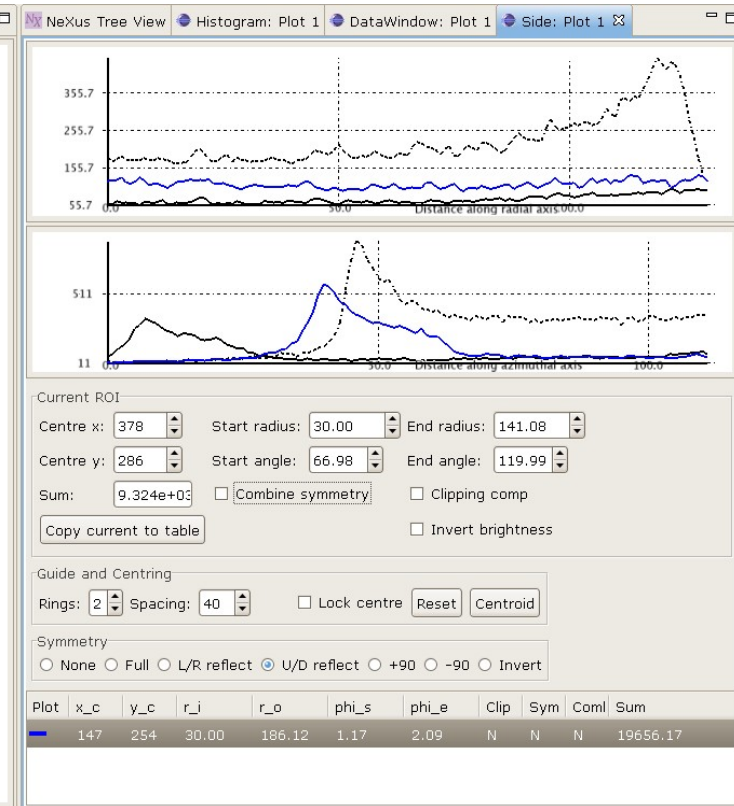 NeXus Tree View Histogram: Plot 1 DataWindow: Plot 1 Side: Plot 1
355.7
255.7
155.7
55.7
0.0 50.0 Distance along radial axis 100.0
511
11
0.0 50.0 Distance along azimuthal axis 100.0
Current ROI
Centre x: 378 Start radius: 30.00 End radius: 141.08
Centre y: 286 Start angle: 66.98 End angle: 119.99
Sum: 9.324e+03 Combine symmetry Clipping comp
Copy current to table Invert brightness
Guide and Centring
Rings: 2 Spacing: 40 Lock centre Reset Centroid
Symmetry
None Full L/R reflect U/D reflect +90 -90 Invert
Plot x_c y_c r_i r_o phi_s phi_e Clip Sym Coml Sum
147 254 30.00 186.12 1.17 2.09 N N N 19656.17